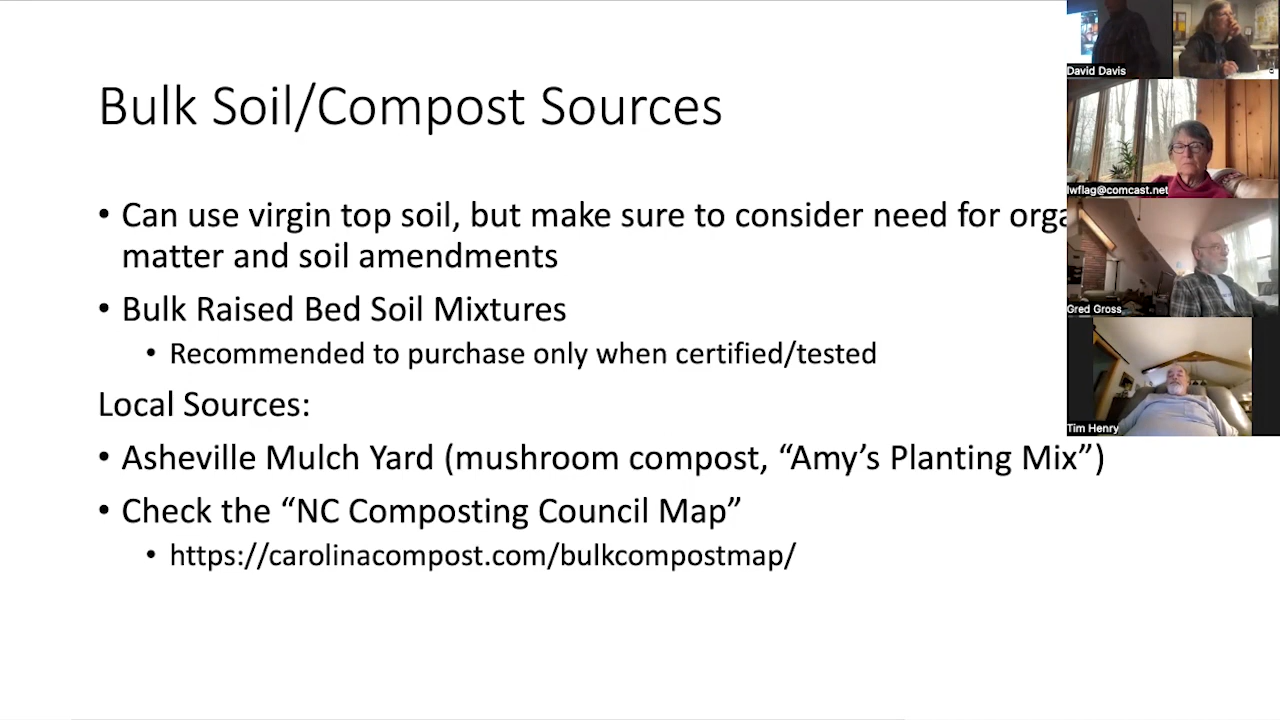 Bulk Soil/Compost Sources
• Can use virgin top soil, but make sure to consider need for
matter and soil amendments
• Bulk Raised Bed Soil Mixtures
• Recommended to purchase only when certified/tested
Local Sources:
• Asheville Mulch Yard (mushroom compost, “Amy’s Planting Mix”)
• Check the “NC Composting Council Map”
• https://carolinacompost.com/bulkcompostmap/
David Davis
lwflag@comcast.net
Gred Gross
Tim Henry